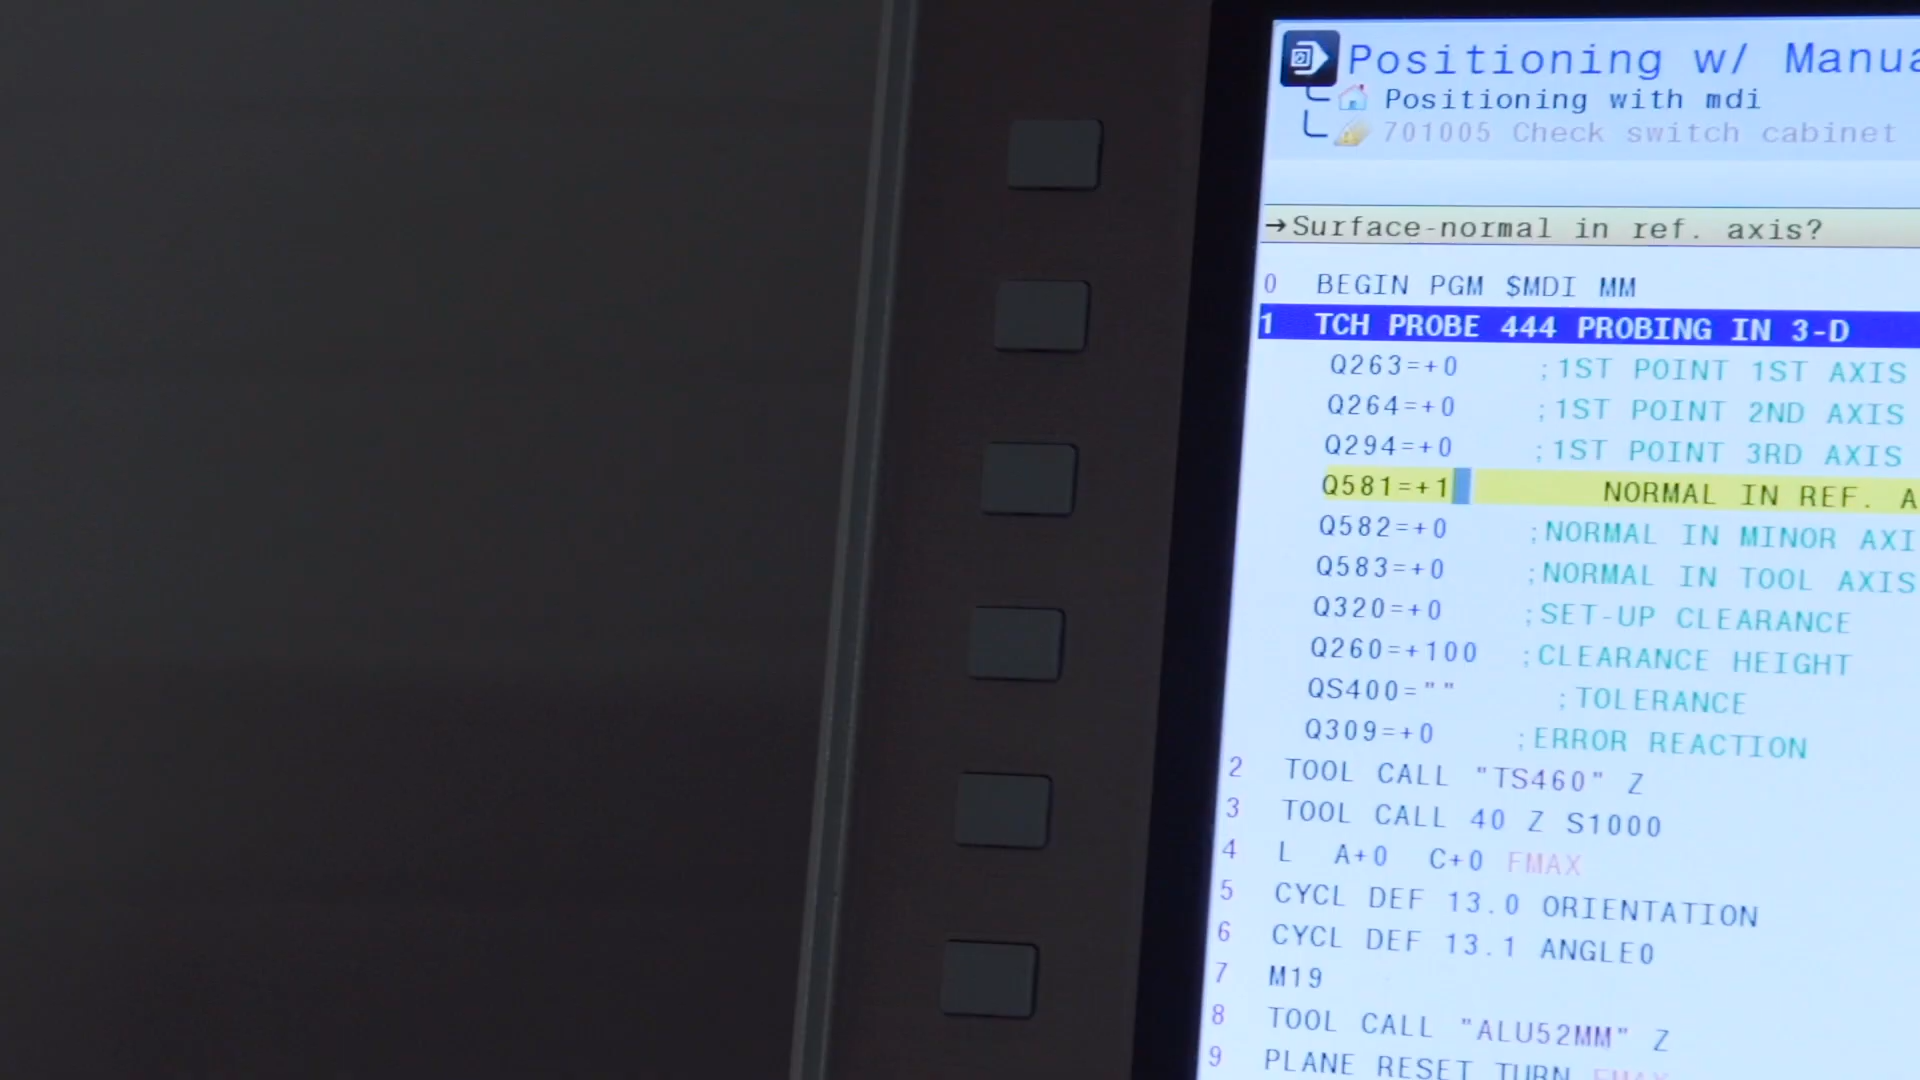 Positioning w/
Positioning with mdi
701005 Check switch cabinet
→Surface-normal in ref. axis?
0 BEGIN PGM $MDI MM
1 TCH PROBE 444 PROBING IN 3-D
Q263=+0 ;1ST POINT 1ST AXIS
Q264=+0 ;1ST POINT 2ND AXIS
Q294=+0 ;1ST POINT 3RD AXIS
Q581=+1 NORMAL IN REF.
Q582=+0 ;NORMAL IN MINOR
Q583=+0 ;NORMAL IN TOOL AXIS
Q320=+0 ;SET-UP CLEARANCE
Q260=+100 ;CLEARANCE HEIGHT
QS400="" ;TOLERANCE
Q309=+0 ;ERROR REACTION
2 TOOL CALL "TS460" Z
3 TOOL CALL 40 Z S1000
4 L A+0 C+0 FMAX
5 CYCL DEF 13.0 ORIENTATION
6 CYCL DEF 13.1 ANGLE0
7 M19
8 TOOL CALL "ALU52MM" Z
9 PLANE RESET TURN FMAX